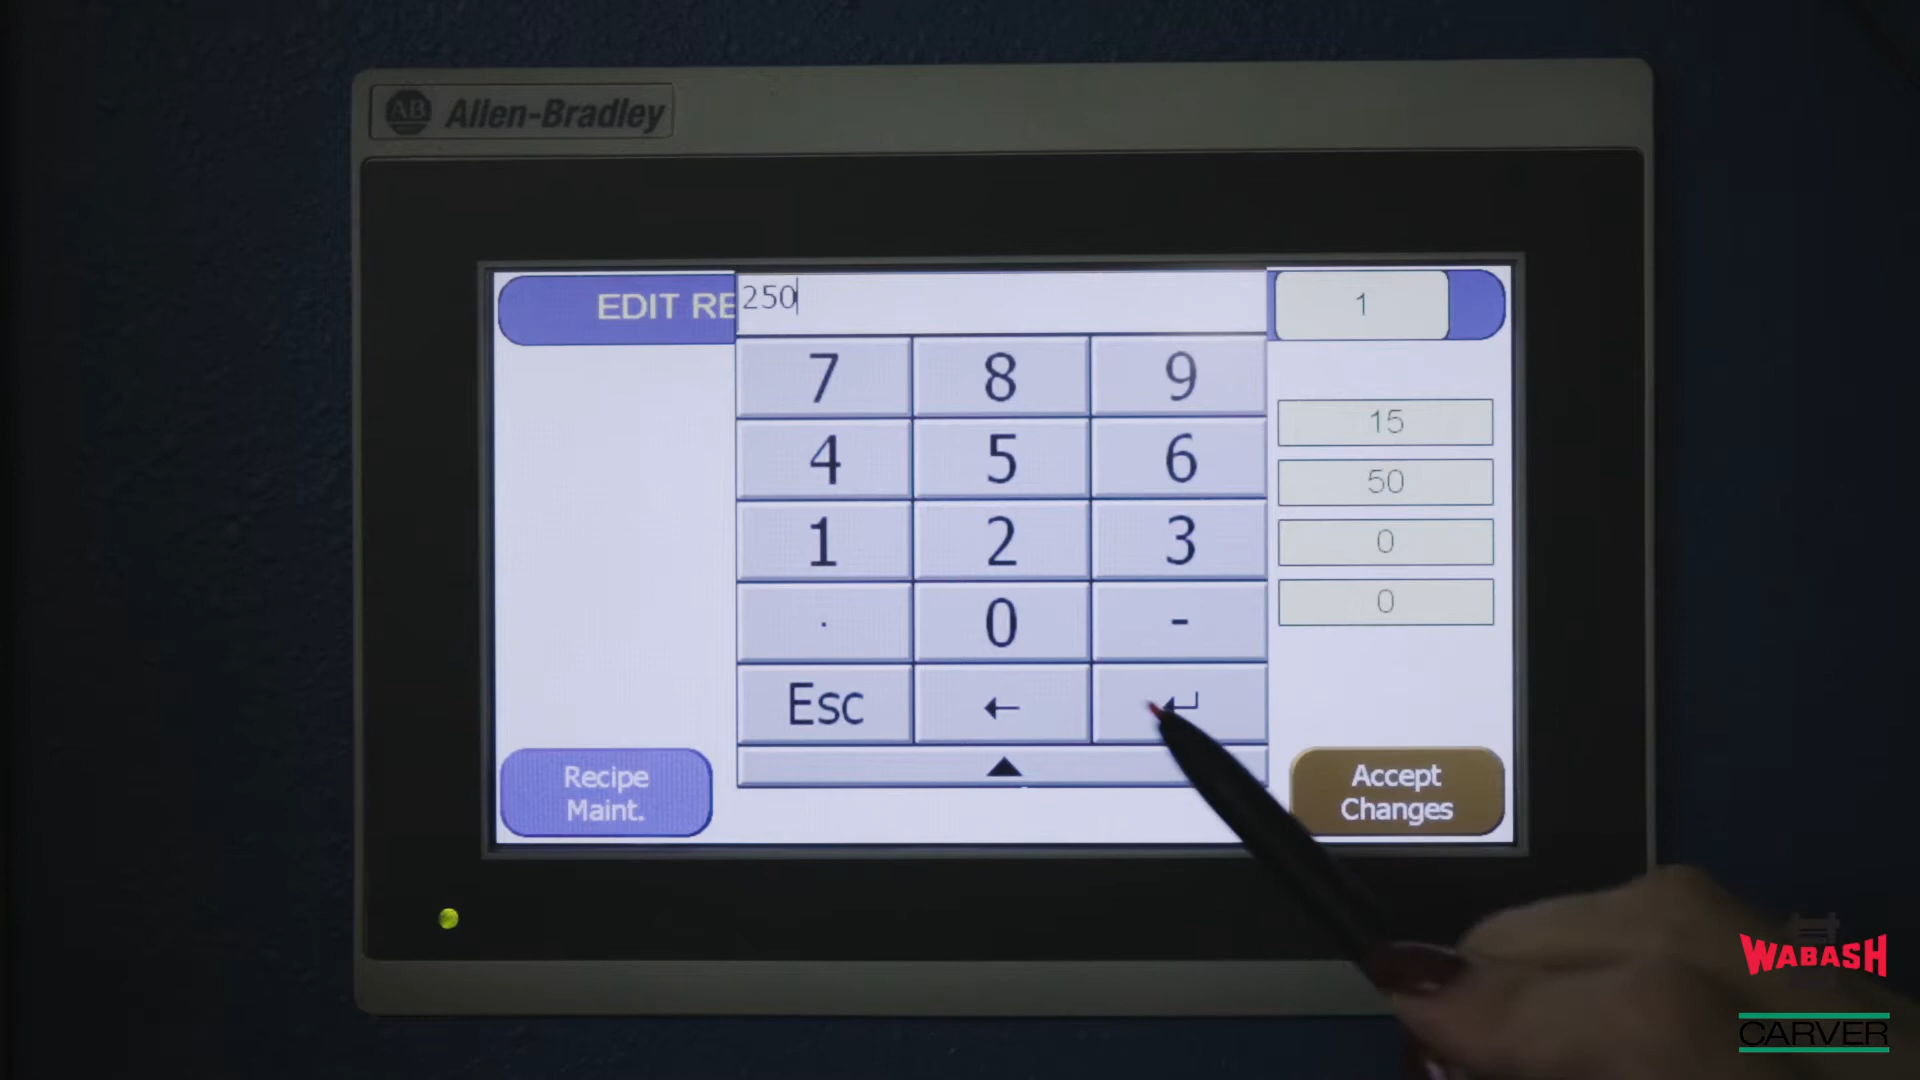 AB Allen-Bradley
EDIT RE
250
1
7 8 9
4 5 6
1 2 3
. 0 -
Esc ← ↵
▲
15
50
0
0
Recipe
Maint.
Accept
Changes
WABASH
CARVER